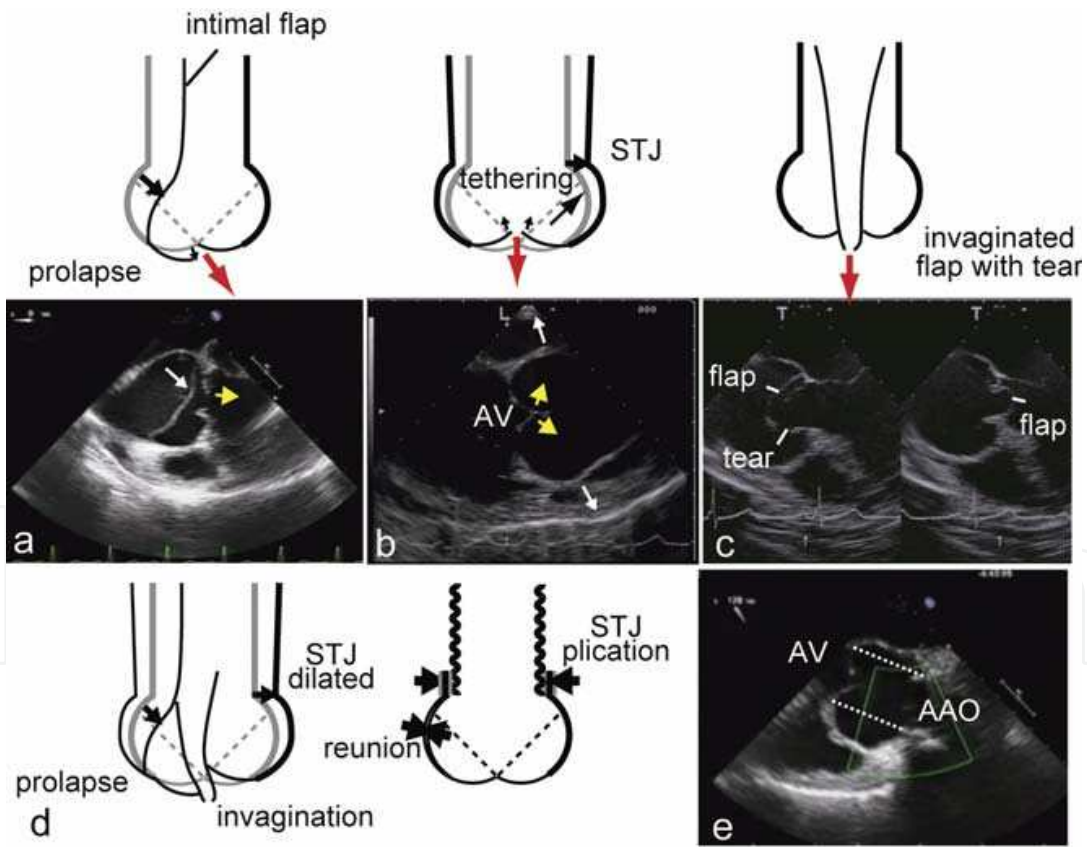 intimal flap
STJ
tethering
prolapse
invaginated
flap with tear
a
L
AV
b
T
T
flap
flap
tear
c
STJ
dilated
prolapse
invagination
d
STJ
plication
reunion
AV
AAO
e